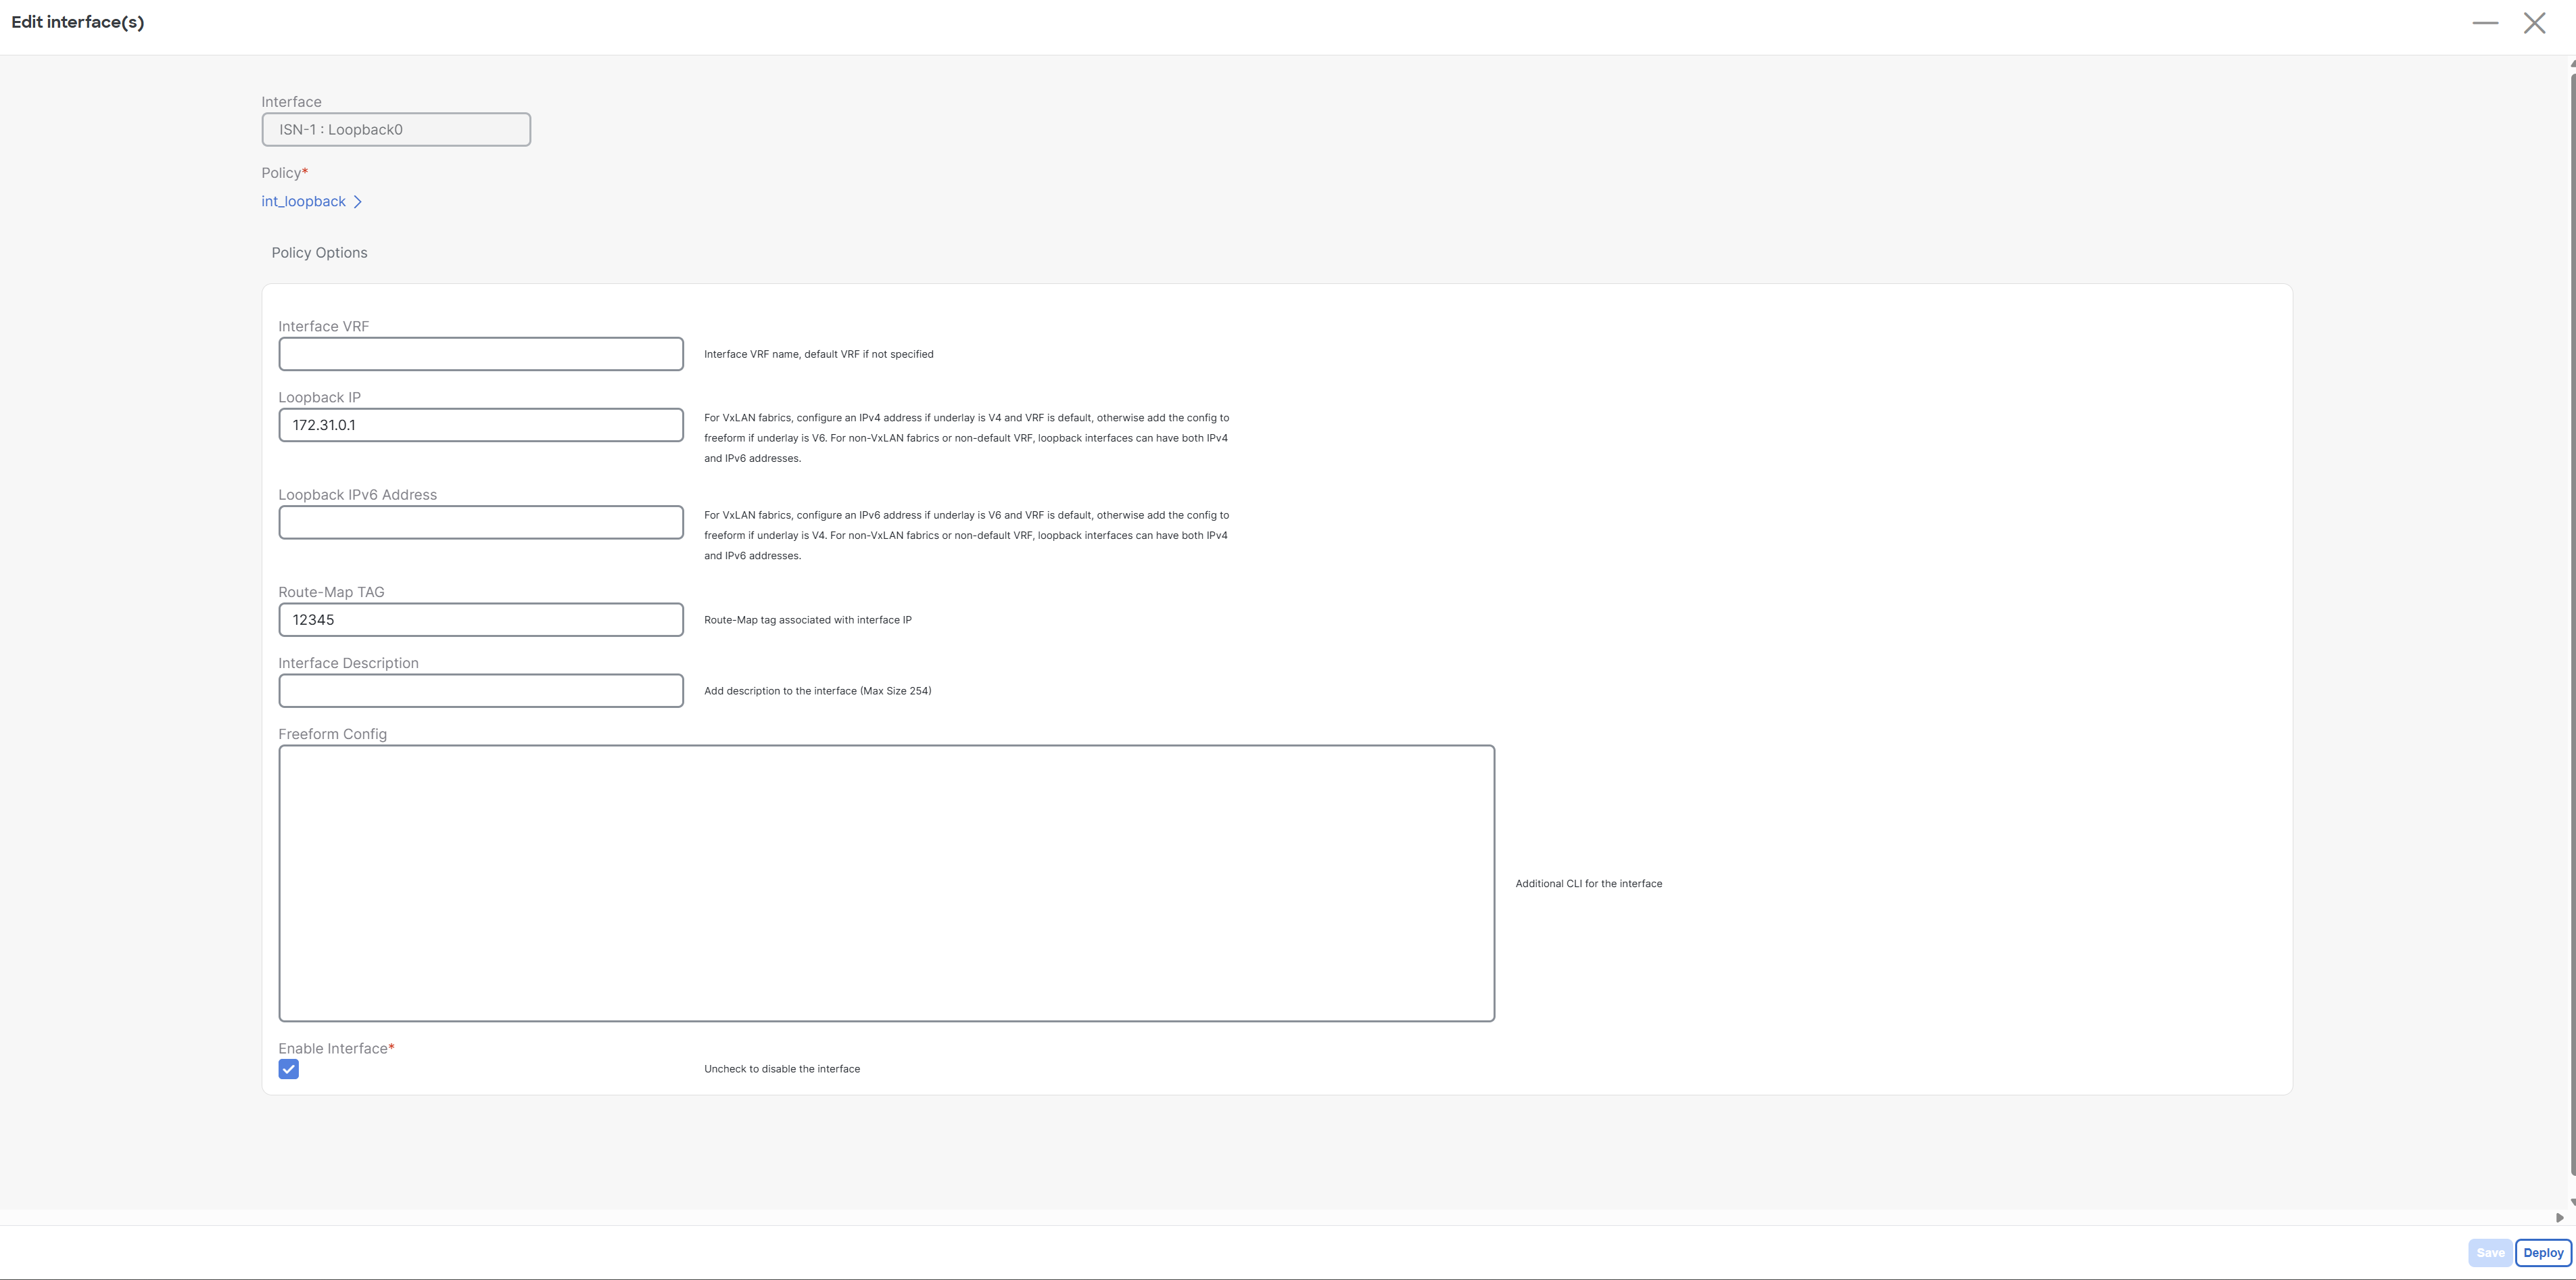 Edit interface(s)
Interface
ISN-1 : Loopback0
Policy*
int_loopback
Policy Options
Interface VRF
Interface VRF name, default VRF if not specified
Loopback IP
172.31.0.1
For VxLAN fabrics, configure an IPv4 address if underlay is V4 and VRF is default, otherwise add the config to
freeform if underlay is V6. For non-VxLAN fabrics or non-default VRF, loopback interfaces can have both IPv4
and IPv6 addresses.
Loopback IPv6 Address
For VxLAN fabrics, configure an IPv6 address if underlay is V6 and VRF is default, otherwise add the config to
freeform if underlay is V4. For non-VxLAN fabrics or non-default VRF, loopback interfaces can have both IPv4
and IPv6 addresses.
Route-Map TAG
12345
Route-Map tag associated with interface IP
Interface Description
Add description to the interface (Max Size 254)
Freeform Config
Additional CLI for the interface
Enable Interface*
Uncheck to disable the interface
Save
Deploy